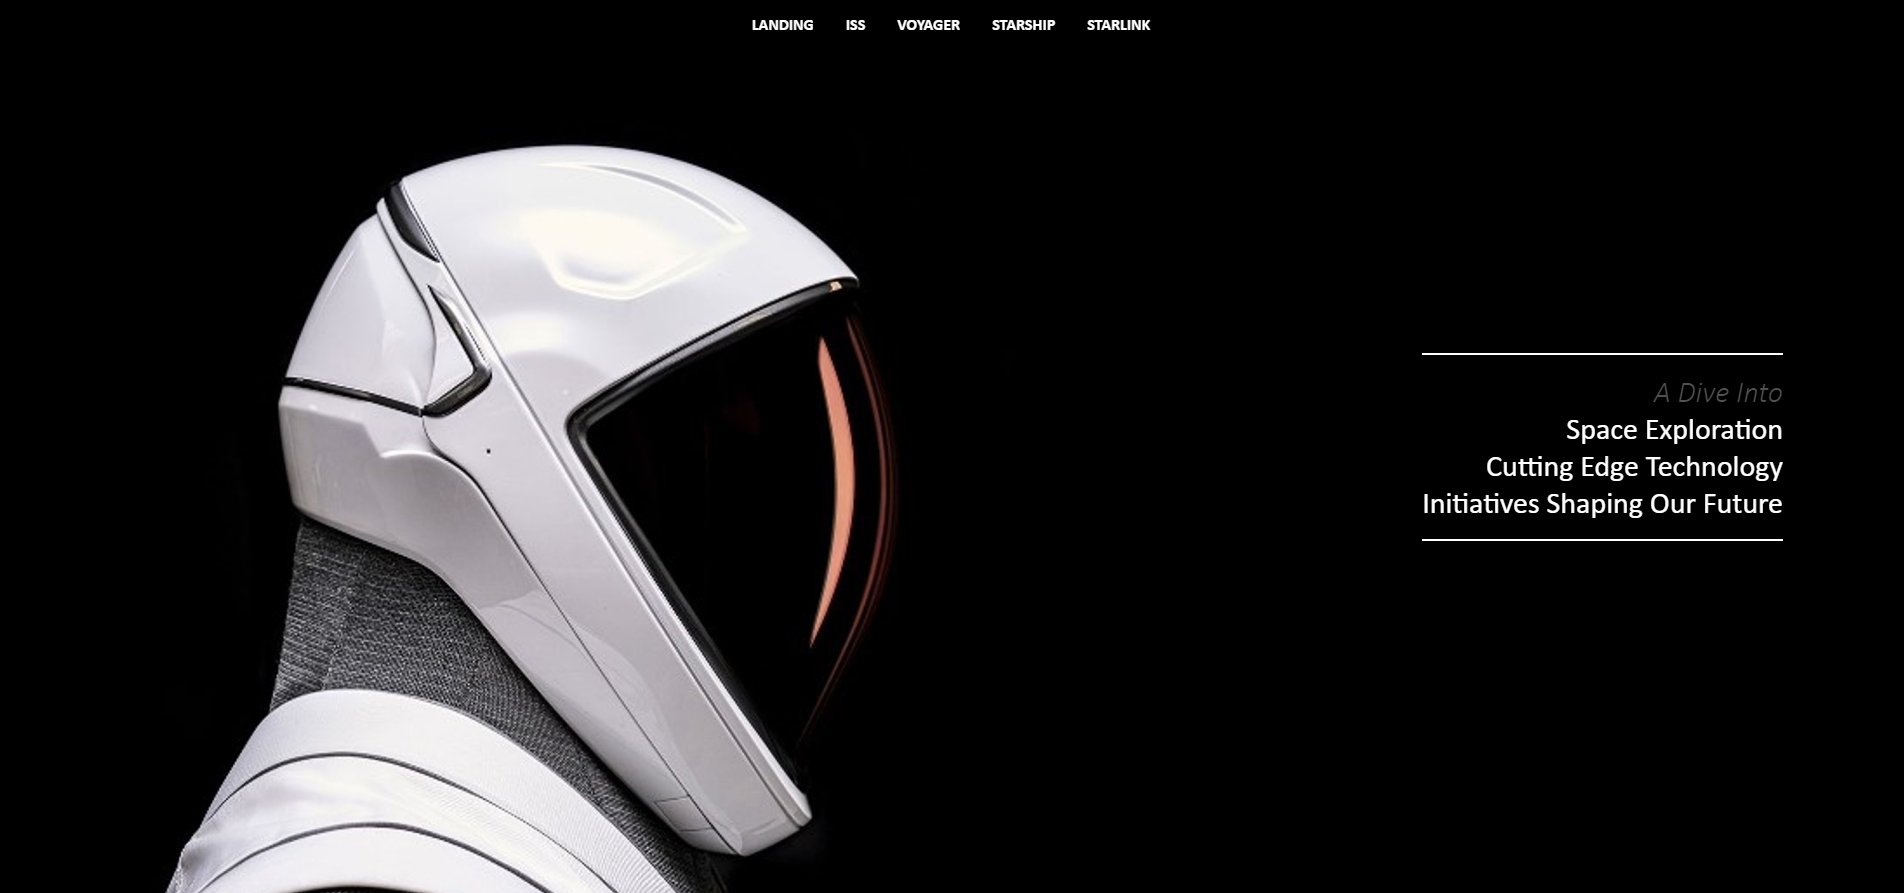 LANDING ISS VOYAGER STARSHIP STARLINK
A Dive Into
Space Exploration
Cutting Edge Technology
Initiatives Shaping Our Future